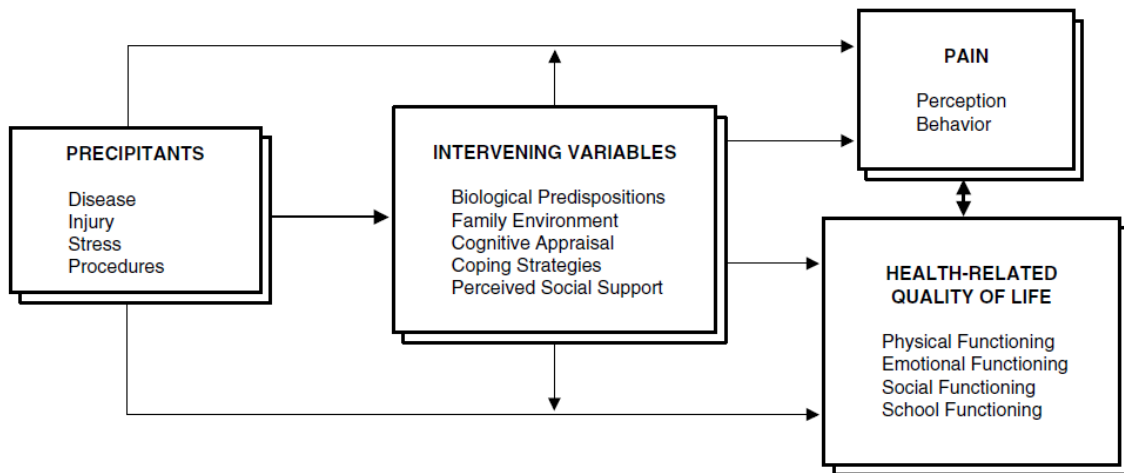 PRECIPITANTS
Disease
Injury
Stress
Procedures
INTERVENING VARIABLES
Biological Predispositions
Family Environment
Cognitive Appraisal
Coping Strategies
Perceived Social Support
PAIN
Perception
Behavior
HEALTH-RELATED
QUALITY OF LIFE
Physical Functioning
Emotional Functioning
Social Functioning
School Functioning